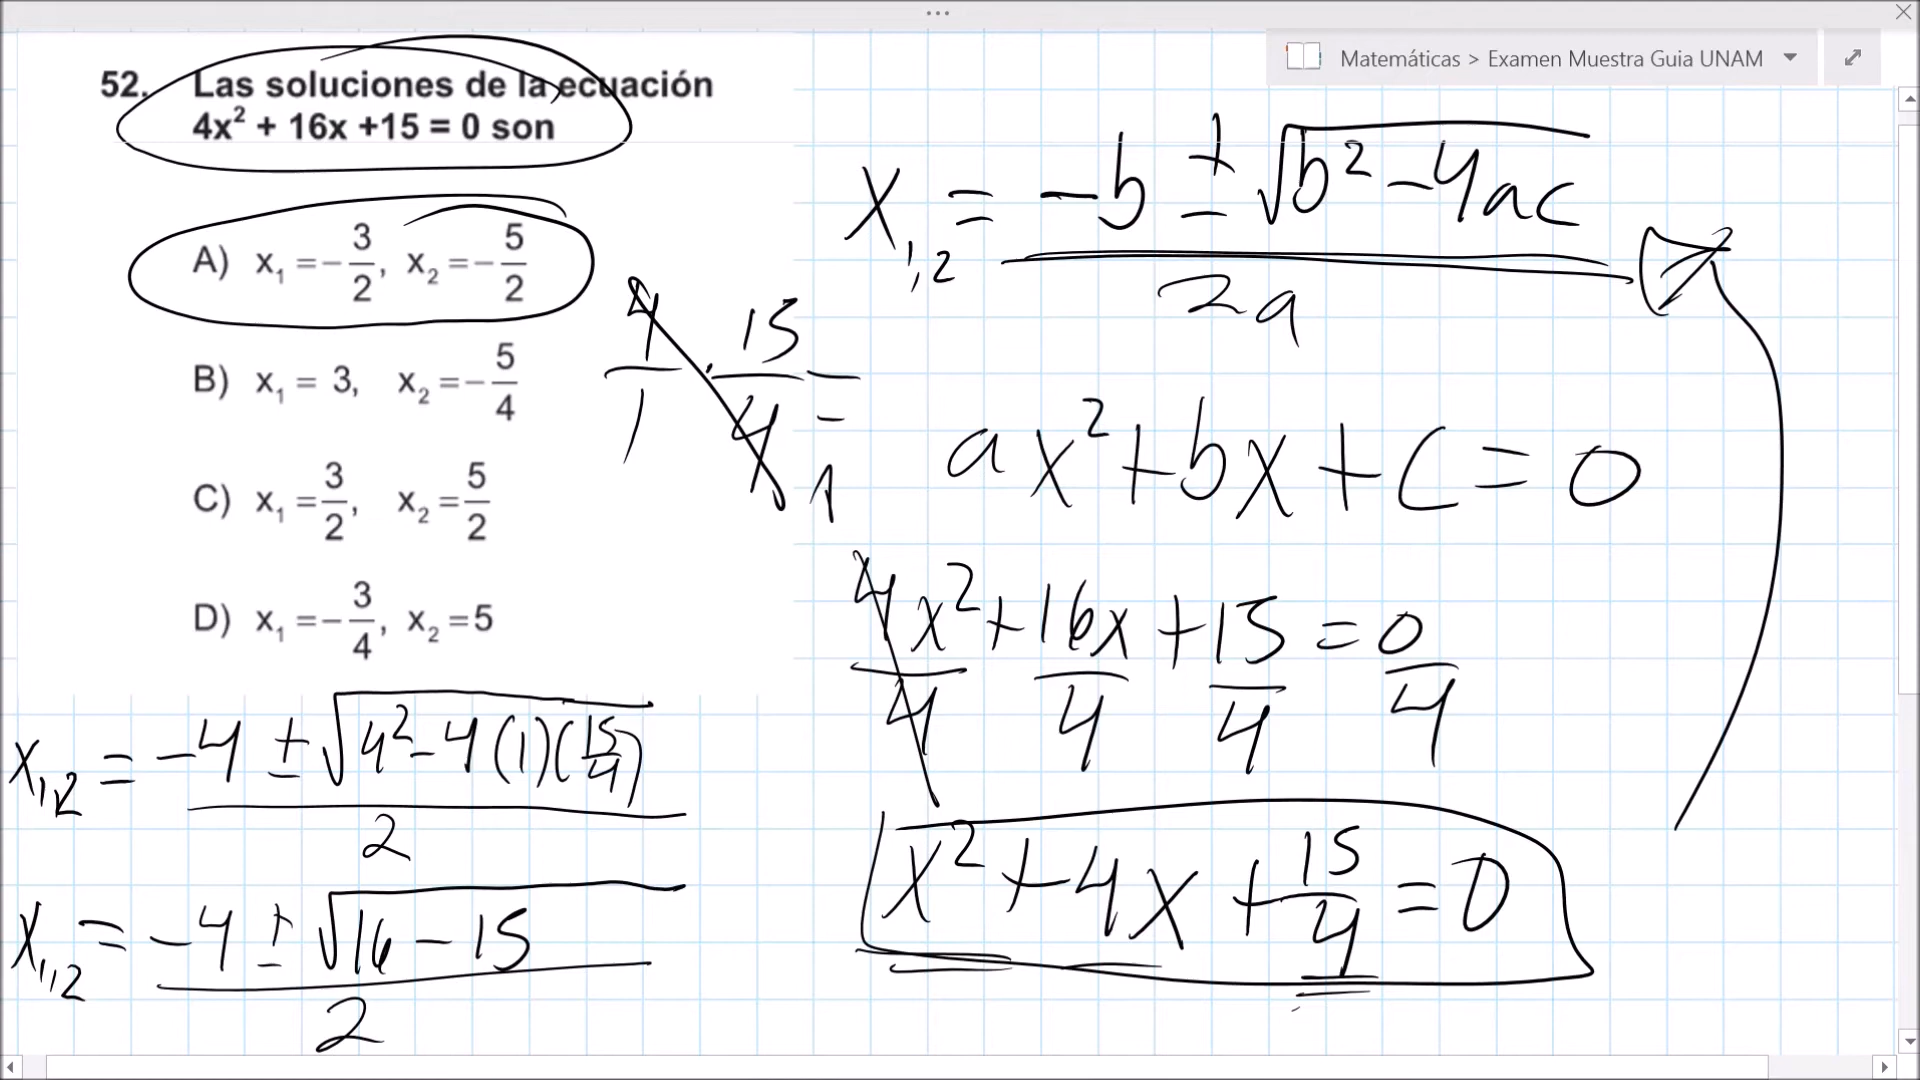 Matemáticas > Examen Muestra Guia UNAM
52. Las soluciones de la ecuación
4x² + 16x +15 = 0 son
A) x₁ =-3/2, x₂ =-5/2
B) x₁ = 3, x₂ =-5/4
C) x₁ =3/2, x₂ =5/2
D) x₁ =-3/4, x₂ =5
4/1 · 15/4 =
1
x₁,₂ = -b ± √b² - 4ac / 2a
ax² + bx + c = 0
4x²/4 + 16x/4 + 15/4 = 0/4
x² + 4x + 15/4 = 0
x₁,₂ = -4 ± √4² - 4(1)(15/4) / 2
x₁,₂ = -4 ± √16 - 15 / 2